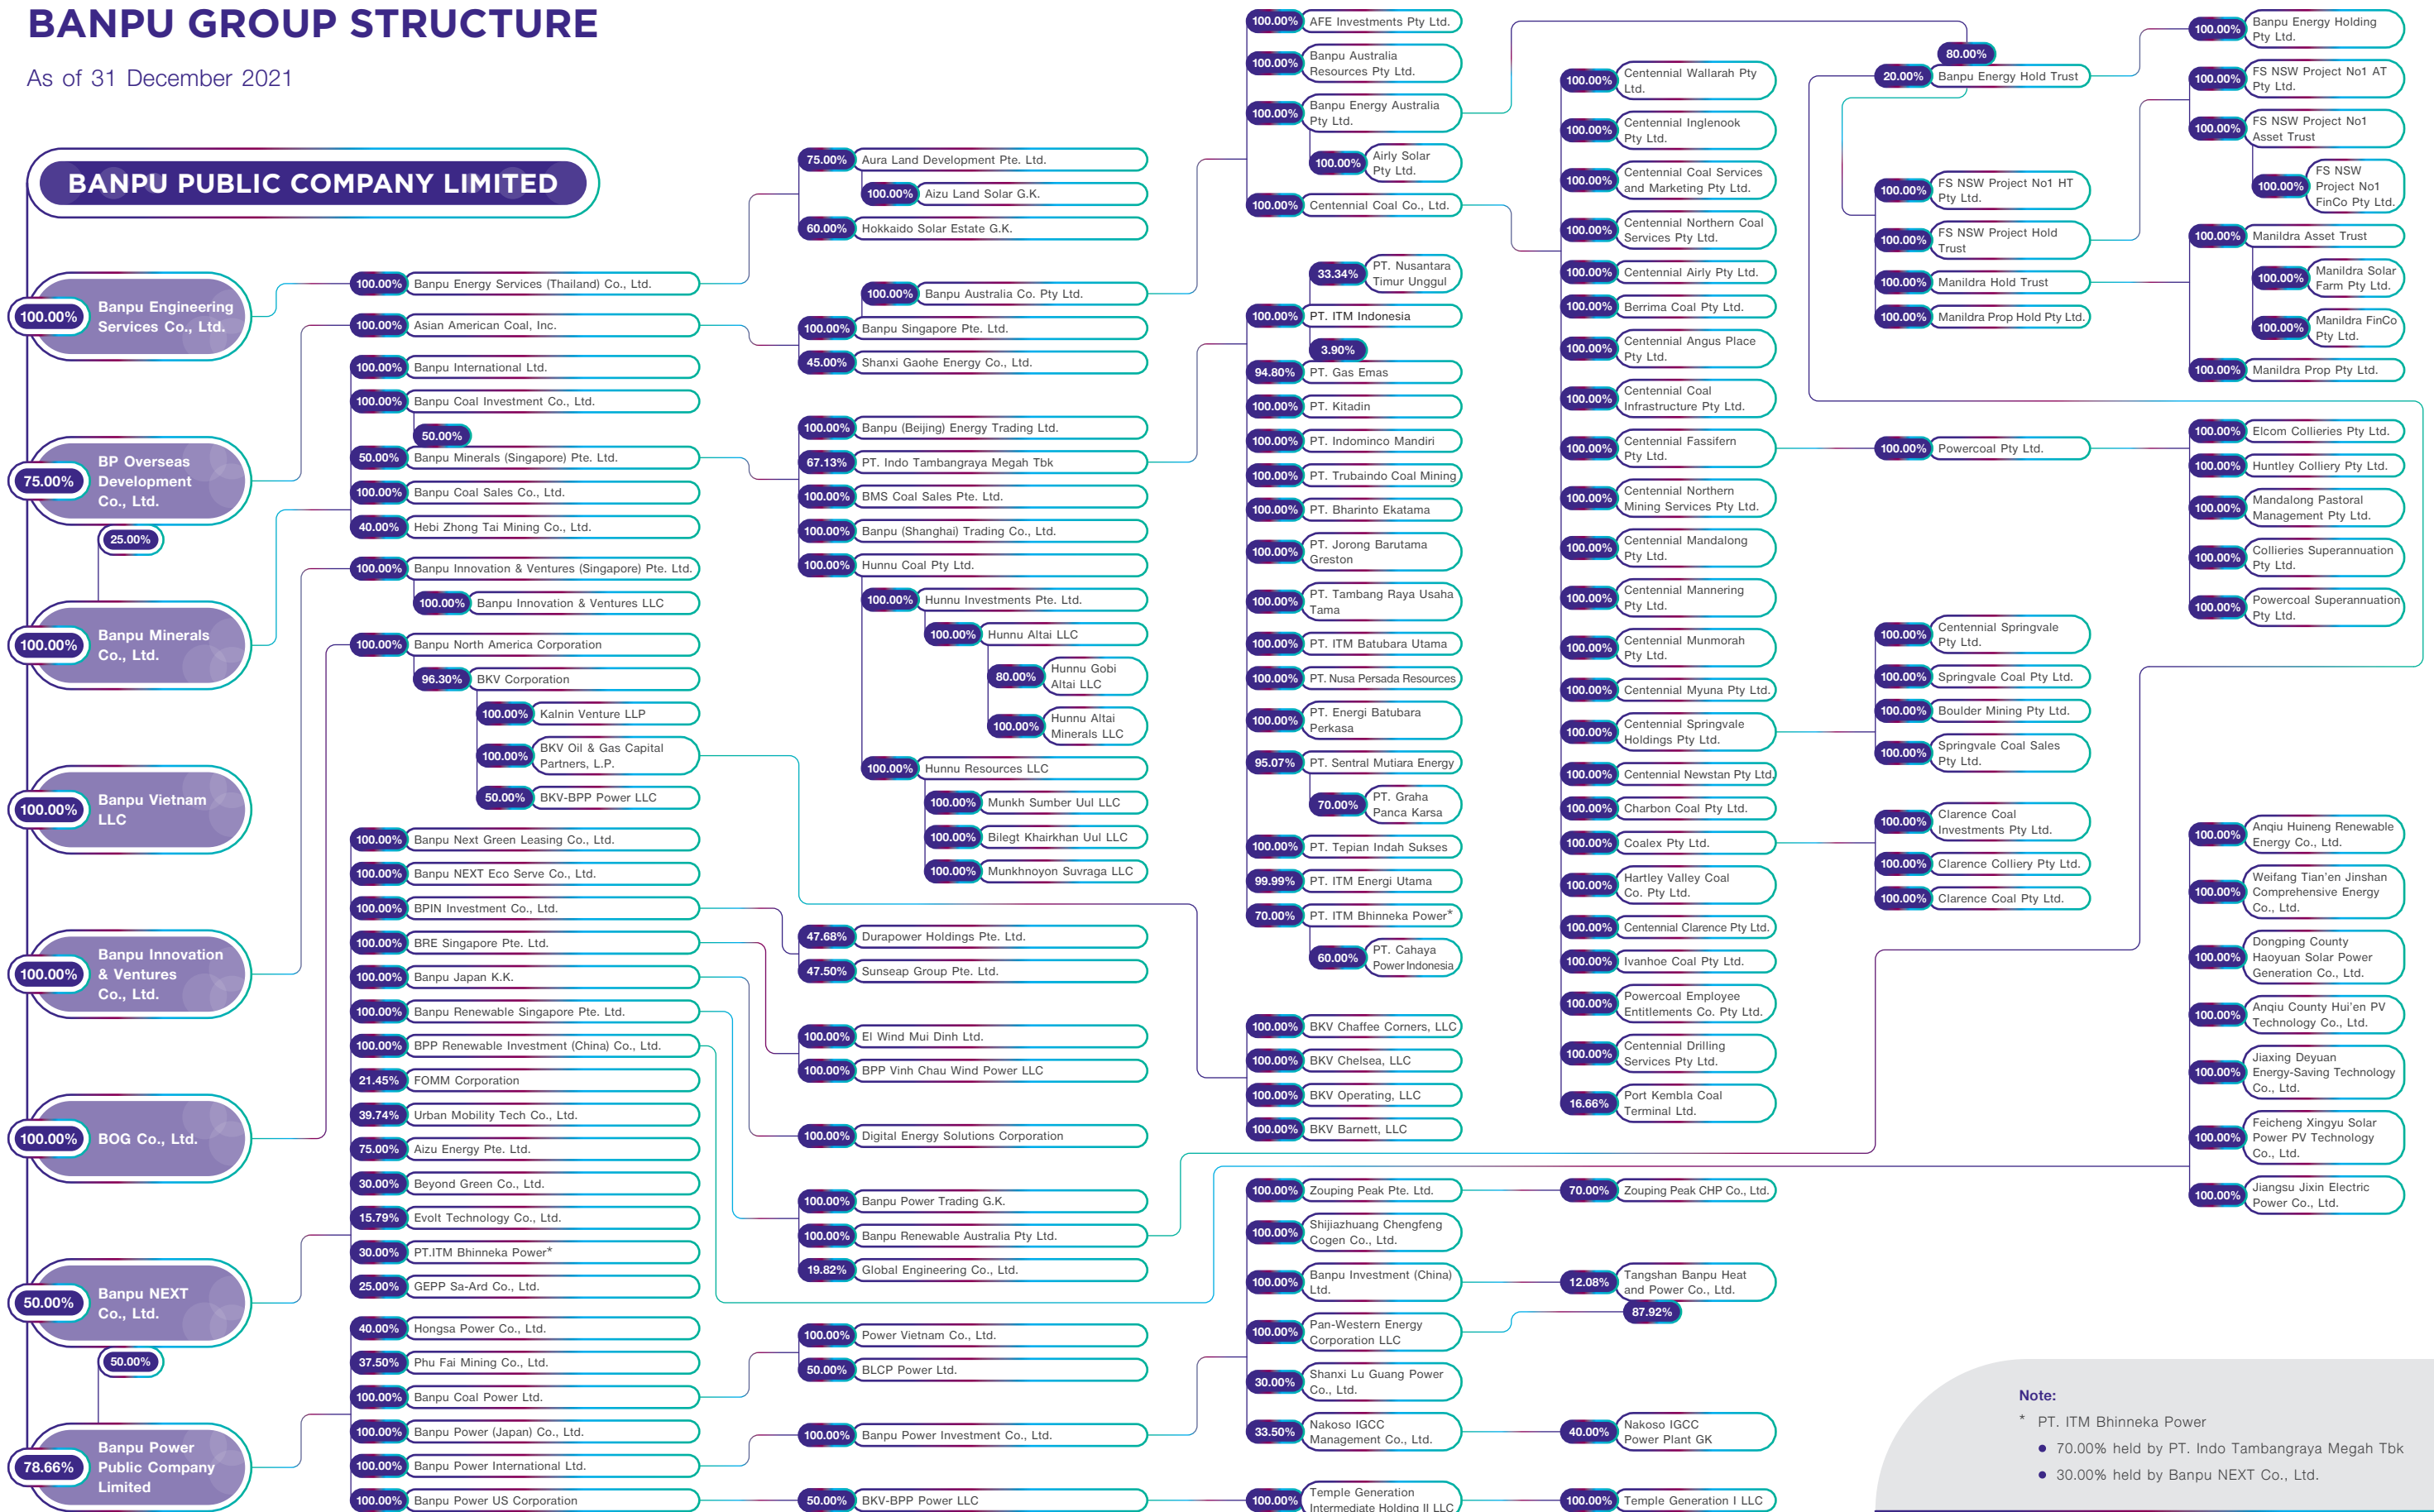 BANPU GROUP STRUCTURE
As of 31 December 2021
BANPU PUBLIC COMPANY LIMITED
100.00%
Banpu Engineering
Services Co., Ltd.
75.00%
BP Overseas
Development
Co., Ltd.
25.00%
100.00%
Banpu Minerals
Co., Ltd.
100.00%
Banpu Vietnam
LLC
100.00%
Banpu Innovation
& Ventures
Co., Ltd.
100.00%
BOG Co., Ltd.
50.00%
Banpu NEXT
Co., Ltd.
50.00%
78.66%
Banpu Power
Public Company
Limited
100.00% Banpu Energy Services (Thailand) Co., Ltd.
100.00% Asian American Coal, Inc.
100.00% Banpu International Ltd.
100.00% Banpu Coal Investment Co., Ltd.
50.00%
50.00% Banpu Minerals (Singapore) Pte. Ltd.
100.00% Banpu Coal Sales Co., Ltd.
40.00% Hebi Zhong Tai Mining Co., Ltd.
100.00% Banpu Innovation & Ventures (Singapore) Pte. Ltd.
100.00% Banpu Innovation & Ventures LLC
100.00% Banpu North America Corporation
96.30% BKV Corporation
100.00% Kalnin Venture LLP
100.00% BKV Oil & Gas Capital
Partners, L.P.
50.00% BKV-BPP Power LLC
100.00% Banpu Next Green Leasing Co., Ltd.
100.00% Banpu NEXT Eco Serve Co., Ltd.
100.00% BPIN Investment Co., Ltd.
100.00% BRE Singapore Pte. Ltd.
100.00% Banpu Japan K.K.
100.00% Banpu Renewable Singapore Pte. Ltd.
100.00% BPP Renewable Investment (China) Co., Ltd.
21.45% FOMM Corporation
39.74% Urban Mobility Tech Co., Ltd.
75.00% Aizu Energy Pte. Ltd.
30.00% Beyond Green Co., Ltd.
15.79% Evolt Technology Co., Ltd.
30.00% PT.ITM Bhinneka Power*
25.00% GEPP Sa-Ard Co., Ltd.
40.00% Hongsa Power Co., Ltd.
37.50% Phu Fai Mining Co., Ltd.
100.00% Banpu Coal Power Ltd.
100.00% Banpu Power (Japan) Co., Ltd.
100.00% Banpu Power International Ltd.
100.00% Banpu Power US Corporation
75.00% Aura Land Development Pte. Ltd.
100.00% Aizu Land Solar G.K.
60.00% Hokkaido Solar Estate G.K.
100.00% Banpu Australia Co. Pty Ltd.
100.00% Banpu Singapore Pte. Ltd.
45.00% Shanxi Gaohe Energy Co., Ltd.
100.00% Banpu (Beijing) Energy Trading Ltd.
67.13% PT. Indo Tambangraya Megah Tbk
100.00% BMS Coal Sales Pte. Ltd.
100.00% Banpu (Shanghai) Trading Co., Ltd.
100.00% Hunnu Coal Pty Ltd.
100.00% Hunnu Investments Pte. Ltd.
100.00% Hunnu Altai LLC
80.00% Hunnu Gobi
Altai LLC
100.00% Hunnu Altai
Minerals LLC
100.00% Hunnu Resources LLC
100.00% Munkh Sumber Uul LLC
100.00% Bilegt Khairkhan Uul LLC
100.00% Munkhnoyon Suvraga LLC
47.68% Durapower Holdings Pte. Ltd.
47.50% Sunseap Group Pte. Ltd.
100.00% El Wind Mui Dinh Ltd.
100.00% BPP Vinh Chau Wind Power LLC
100.00% Digital Energy Solutions Corporation
100.00% Banpu Power Trading G.K.
100.00% Banpu Renewable Australia Pty Ltd.
19.82% Global Engineering Co., Ltd.
100.00% Power Vietnam Co., Ltd.
50.00% BLCP Power Ltd.
100.00% Banpu Power Investment Co., Ltd.
50.00% BKV-BPP Power LLC
100.00% AFE Investments Pty Ltd.
100.00% Banpu Australia
Resources Pty Ltd.
100.00% Banpu Energy Australia
Pty Ltd.
100.00% Airly Solar
Pty Ltd.
100.00% Centennial Coal Co., Ltd.
33.34% PT. Nusantara
Timur Unggul
100.00% PT. ITM Indonesia
3.90%
94.80% PT. Gas Emas
100.00% PT. Kitadin
100.00% PT. Indominco Mandiri
100.00% PT. Trubaindo Coal Mining
100.00% PT. Bharinto Ekatama
100.00% PT. Jorong Barutama
Greston
100.00% PT. Tambang Raya Usaha
Tama
100.00% PT. ITM Batubara Utama
100.00% PT. Nusa Persada Resources
100.00% PT. Energi Batubara
Perkasa
95.07% PT. Sentral Mutiara Energy
70.00% PT. Graha
Panca Karsa
100.00% PT. Tepian Indah Sukses
99.99% PT. ITM Energi Utama
70.00% PT. ITM Bhinneka Power*
60.00% PT. Cahaya
Power Indonesia
100.00% BKV Chaffee Corners, LLC
100.00% BKV Chelsea, LLC
100.00% BKV Operating, LLC
100.00% BKV Barnett, LLC
100.00% Zouping Peak Pte. Ltd.
100.00% Shijiazhuang Chengfeng
Cogen Co., Ltd.
100.00% Banpu Investment (China)
Ltd.
100.00% Pan-Western Energy
Corporation LLC
30.00% Shanxi Lu Guang Power
Co., Ltd.
33.50% Nakoso IGCC
Management Co., Ltd.
100.00% Temple Generation
Intermediate Holding II LLC
100.00% Centennial Wallarah Pty
Ltd.
100.00% Centennial Inglenook
Pty Ltd.
100.00% Centennial Coal Services
and Marketing Pty Ltd.
100.00% Centennial Northern Coal
Services Pty Ltd.
100.00% Centennial Airly Pty Ltd.
100.00% Berrima Coal Pty Ltd.
100.00% Centennial Angus Place
Pty Ltd.
100.00% Centennial Coal
Infrastructure Pty Ltd.
100.00% Centennial Fassifern
Pty Ltd.
100.00% Centennial Northern
Mining Services Pty Ltd.
100.00% Centennial Mandalong
Pty Ltd.
100.00% Centennial Mannering
Pty Ltd.
100.00% Centennial Munmorah
Pty Ltd.
100.00% Centennial Myuna Pty Ltd.
100.00% Centennial Springvale
Holdings Pty Ltd.
100.00% Centennial Newstan Pty Ltd.
100.00% Charbon Coal Pty Ltd.
100.00% Coalex Pty Ltd.
100.00% Hartley Valley Coal
Co. Pty Ltd.
100.00% Centennial Clarence Pty Ltd.
100.00% Ivanhoe Coal Pty Ltd.
100.00% Powercoal Employee
Entitlements Co. Pty Ltd.
100.00% Centennial Drilling
Services Pty Ltd.
16.66% Port Kembla Coal
Terminal Ltd.
70.00% Zouping Peak CHP Co., Ltd.
12.08% Tangshan Banpu Heat
and Power Co., Ltd.
87.92%
40.00% Nakoso IGCC
Power Plant GK
100.00% Temple Generation I LLC
80.00%
20.00% Banpu Energy Hold Trust
100.00% FS NSW Project No1 HT
Pty Ltd.
100.00% FS NSW Project Hold
Trust
100.00% Manildra Hold Trust
100.00% Manildra Prop Hold Pty Ltd.
100.00% Powercoal Pty Ltd.
100.00% Centennial Springvale
Pty Ltd.
100.00% Springvale Coal Pty Ltd.
100.00% Boulder Mining Pty Ltd.
100.00% Springvale Coal Sales
Pty Ltd.
100.00% Clarence Coal
Investments Pty Ltd.
100.00% Clarence Colliery Pty Ltd.
100.00% Clarence Coal Pty Ltd.
100.00% Banpu Energy Holding
Pty Ltd.
100.00% FS NSW Project No1 AT
Pty Ltd.
100.00% FS NSW Project No1
Asset Trust
100.00% FS NSW
Project No1
FinCo Pty Ltd.
100.00% Manildra Asset Trust
100.00% Manildra Solar
Farm Pty Ltd.
100.00% Manildra FinCo
Pty Ltd.
100.00% Manildra Prop Pty Ltd.
100.00% Elcom Collieries Pty Ltd.
100.00% Huntley Colliery Pty Ltd.
100.00% Mandalong Pastoral
Management Pty Ltd.
100.00% Collieries Superannuation
Pty Ltd.
100.00% Powercoal Superannuation
Pty Ltd.
100.00% Anqiu Huineng Renewable
Energy Co., Ltd.
100.00% Weifang Tian'en Jinshan
Comprehensive Energy
Co., Ltd.
100.00% Dongping County
Haoyuan Solar Power
Generation Co., Ltd.
100.00% Anqiu County Hui'en PV
Technology Co., Ltd.
100.00% Jiaxing Deyuan
Energy-Saving Technology
Co., Ltd.
100.00% Feicheng Xingyu Solar
Power PV Technology
Co., Ltd.
100.00% Jiangsu Jixin Electric
Power Co., Ltd.
Note:
* PT. ITM Bhinneka Power
• 70.00% held by PT. Indo Tambangraya Megah Tbk
• 30.00% held by Banpu NEXT Co., Ltd.